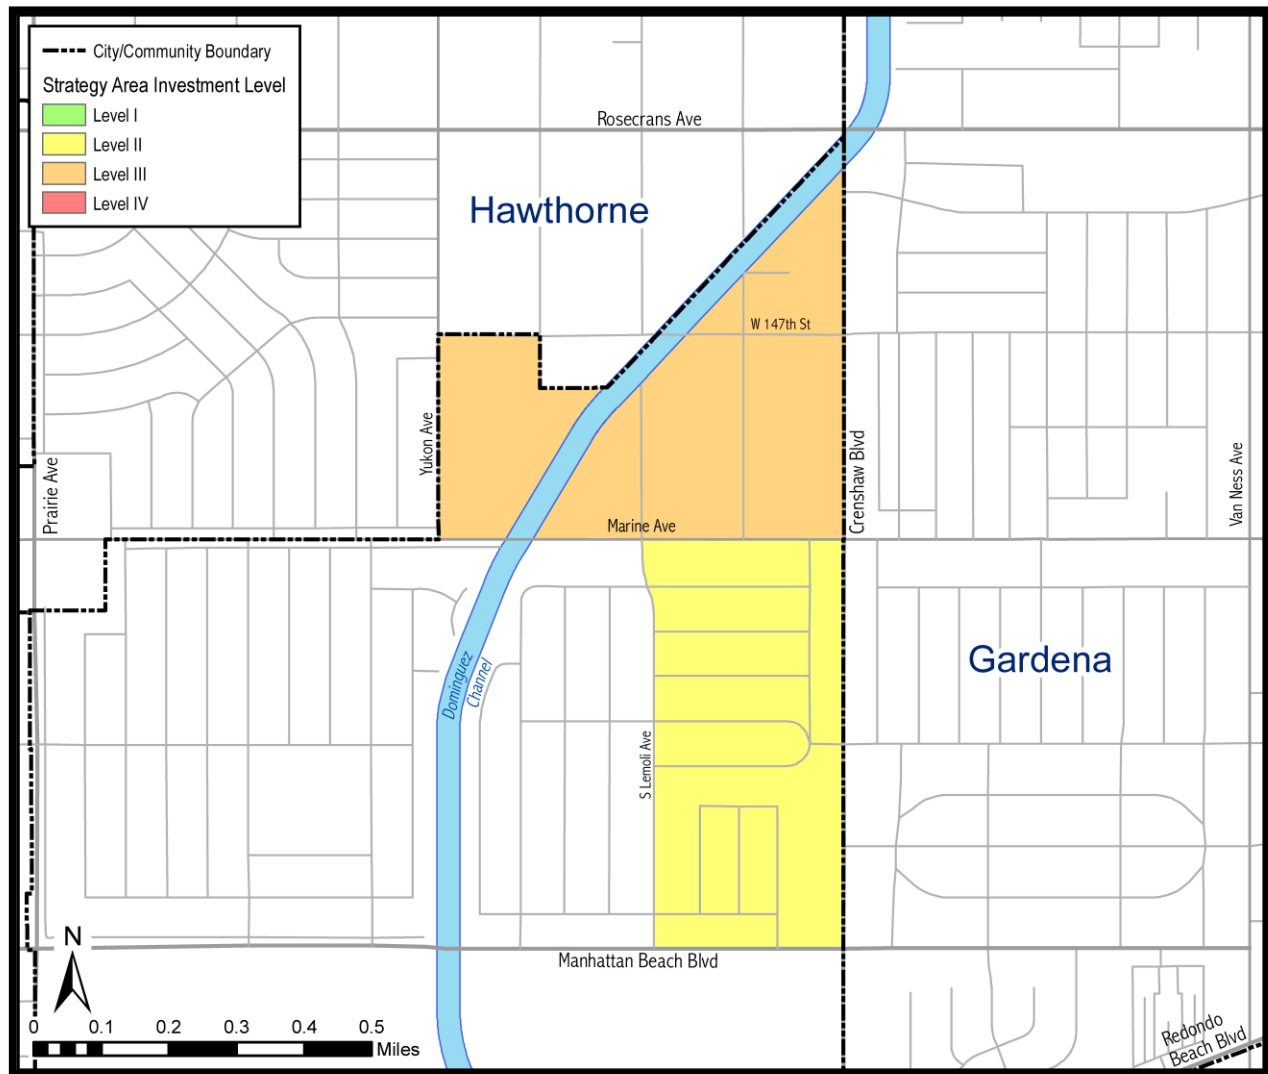 City/Community Boundary
Strategy Area Investment Level
Level I
Level II
Level III
Level IV
Rosecrans Ave
Hawthorne
W 147th St
Yukon Ave
Prairie Ave
Crenshaw Blvd
Van Ness Ave
Marine Ave
Gardena
Dominguez
Channel
S Lemoli Ave
Manhattan Beach Blvd
N
0 0.1 0.2 0.3 0.4 0.5
Miles
Redondo
Beach Blvd